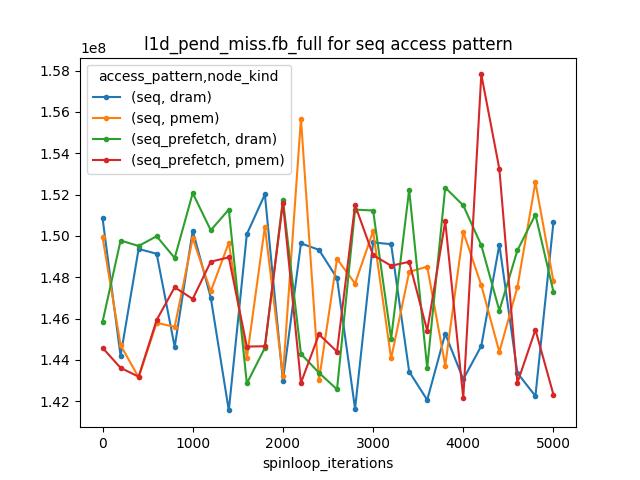 l1d_pend_miss.fb_full for seq access pattern
1e8
access_pattern,node_kind
(seq, dram)
(seq, pmem)
(seq_prefetch, dram)
(seq_prefetch, pmem)
1.58
1.56
1.54
1.52
1.50
1.48
1.46
1.44
1.42
0 1000 2000 3000 4000 5000
spinloop_iterations